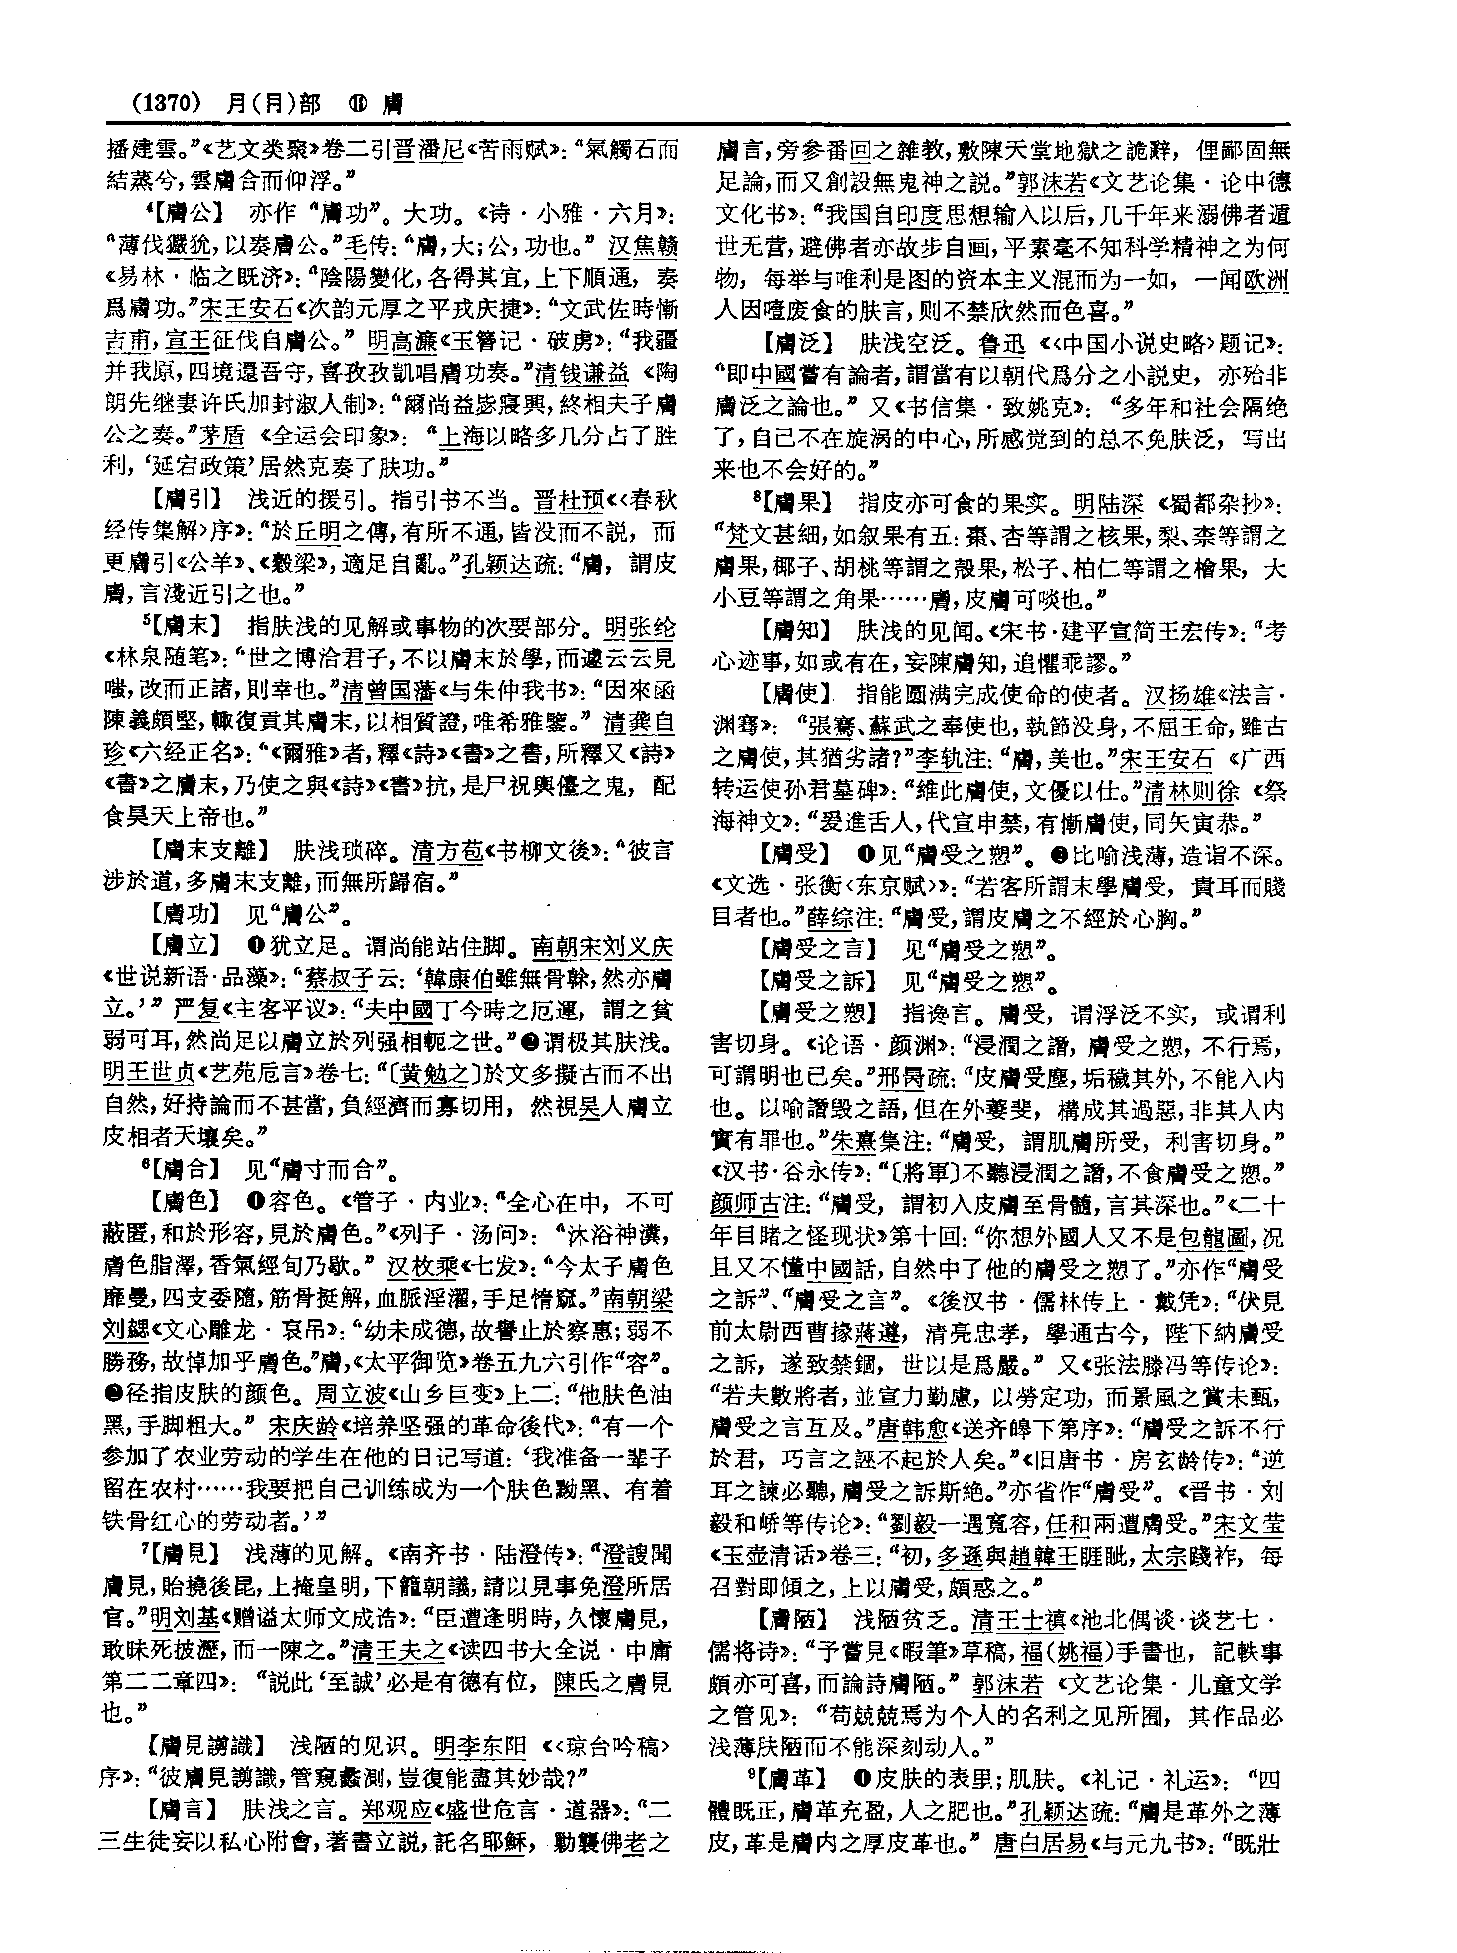 (1370) 月(⺼)部 ⑪ 膚
播建雲。”《艺文类聚》卷二引晋潘尼《苦雨赋》：“氣觸石而
結蒸兮，雲膚合而仰浮。”
⁴【膚公】 亦作“膚功”。大功。《诗·小雅·六月》：
“薄伐玁狁，以奏膚公。”毛传：“膚，大；公，功也。” 汉焦赣
《易林·临之既济》：“陰陽變化，各得其宜，上下順通，奏
爲膚功。”宋王安石《次韵元厚之平戎庆捷》：“文武佐時慚
吉甫，宣王征伐自膚公。” 明高濂《玉簪记·破虏》：“我疆
并我原，四境還吾守，喜孜孜凱唱膚功奏。”清钱谦益《陶
朗先继妻许氏加封淑人制》：“爾尚益毖寢興，終相夫子膚
公之奏。”茅盾《全运会印象》：“上海以略多几分占了胜
利，‘延宕政策’居然克奏了肤功。”
【膚引】 浅近的援引。指引书不当。晋杜预《〈春秋
经传集解〉序》：“於丘明之傳，有所不通，皆没而不説，而
更膚引《公羊》、《穀梁》，適足自亂。”孔颖达疏：“膚，謂皮
膚，言淺近引之也。”
⁵【膚末】 指肤浅的见解或事物的次要部分。明张纶
《林泉随笔》：“世之博洽君子，不以膚末於學，而遽云云見
嗤，改而正諸，則幸也。”清曾国藩《与朱仲我书》：“因來函
陳義頗堅，輒復貢其膚末，以相質證，唯希雅鑒。” 清龚自
珍《六经正名》：“《爾雅》者，釋《詩》《書》之書，所釋又《詩》
《書》之膚末，乃使之與《詩》《書》抗，是尸祝輿儓之鬼，配
食昊天上帝也。”
【膚末支離】 肤浅琐碎。清方苞《书柳文後》：“彼言
涉於道，多膚末支離，而無所歸宿。”
【膚功】 见“膚公”。
【膚立】 ❶犹立足。谓尚能站住脚。南朝宋刘义庆
《世说新语·品藻》：“蔡叔子云：‘韓康伯雖無骨榦，然亦膚
立。’” 严复《主客平议》：“夫中國丁今時之厄運，謂之貧
弱可耳，然尚足以膚立於列强相軛之世。”❷谓极其肤浅。
明王世贞《艺苑卮言》卷七：“〔黄勉之〕於文多擬古而不出
自然，好持論而不甚當，負經濟而寡切用，然視吴人膚立
皮相者天壤矣。”
⁶【膚合】 见“膚寸而合”。
【膚色】 ❶容色。《管子·内业》：“全心在中，不可
蔽匿，和於形容，見於膚色。”《列子·汤问》：“沐浴神瀵，
膚色脂澤，香氣經旬乃歇。” 汉枚乘《七发》：“今太子膚色
靡曼，四支委隨，筋骨挺解，血脈淫濯，手足惰窳。”南朝梁
刘勰《文心雕龙·哀吊》：“幼未成德，故譽止於察惠；弱不
勝務，故悼加乎膚色。”膚，《太平御览》卷五九六引作“容”。
❷径指皮肤的颜色。周立波《山乡巨变》上二：“他肤色油
黑，手脚粗大。” 宋庆龄《培养坚强的革命後代》：“有一个
参加了农业劳动的学生在他的日记写道：‘我准备一辈子
留在农村……我要把自己训练成为一个肤色黝黑、有着
铁骨红心的劳动者。’”
⁷【膚見】 浅薄的见解。《南齐书·陆澄传》：“澄謏聞
膚見，貽撓後昆，上掩皇明，下籠朝議，請以見事免澄所居
官。”明刘基《赠谥太师文成诰》：“臣遭逢明時，久懷膚見，
敢昧死披瀝，而一陳之。”清王夫之《读四书大全说·中庸
第二二章四》：“説此‘至誠’必是有德有位，陳氏之膚見
也。”
【膚見謭識】 浅陋的见识。明李东阳《〈琼台吟稿〉
序》：“彼膚見謭識，管窺蠡測，豈復能盡其妙哉？”
【膚言】 肤浅之言。郑观应《盛世危言·道器》：“二
三生徒妄以私心附會，著書立説，託名耶穌，勦襲佛老之
膚言，旁参番回之雜教，敷陳天堂地獄之詭辭，俚鄙固無
足論，而又創設無鬼神之説。”郭沫若《文艺论集·论中德
文化书》：“我国自印度思想输入以后，几千年来溺佛者遁
世无营，避佛者亦故步自画，平素毫不知科学精神之为何
物，每举与唯利是图的资本主义混而为一如，一闻欧洲
人因噎废食的肤言，则不禁欣然而色喜。”
【膚泛】 肤浅空泛。鲁迅《〈中国小说史略〉题记》：
“即中國嘗有論者，謂當有以朝代爲分之小説史，亦殆非
膚泛之論也。” 又《书信集·致姚克》：“多年和社会隔绝
了，自己不在旋涡的中心，所感觉到的总不免肤泛，写出
来也不会好的。”
⁸【膚果】 指皮亦可食的果实。明陆深《蜀都杂抄》：
“梵文甚細，如叙果有五：棗、杏等謂之核果，梨、柰等謂之
膚果，椰子、胡桃等謂之殼果，松子、柏仁等謂之檜果，大
小豆等謂之角果……膚，皮膚可啖也。”
【膚知】 肤浅的见闻。《宋书·建平宣简王宏传》：“考
心迹事，如或有在，妄陳膚知，追懼乖謬。”
【膚使】 指能圆满完成使命的使者。汉扬雄《法言·
渊骞》：“張騫、蘇武之奉使也，執節没身，不屈王命，雖古
之膚使，其猶劣諸？”李轨注：“膚，美也。”宋王安石《广西
转运使孙君墓碑》：“維此膚使，文優以仕。”清林则徐《祭
海神文》：“爰進舌人，代宣申禁，有慚膚使，同矢寅恭。”
【膚受】 ❶见“膚受之愬”。❷比喻浅薄，造诣不深。
《文选·张衡〈东京赋〉》：“若客所謂末學膚受，貴耳而賤
目者也。”薛综注：“膚受，謂皮膚之不經於心胸。”
【膚受之言】 见“膚受之愬”。
【膚受之訴】 见“膚受之愬”。
【膚受之愬】 指谗言。膚受，谓浮泛不实，或谓利
害切身。《论语·颜渊》：“浸潤之譖，膚受之愬，不行焉，
可謂明也已矣。”邢昺疏：“皮膚受塵，垢穢其外，不能入内
也。以喻譖毁之語，但在外萋斐，構成其過惡，非其人内
實有罪也。”朱熹集注：“膚受，謂肌膚所受，利害切身。”
《汉书·谷永传》：“〔將軍〕不聽浸潤之譖，不食膚受之愬。”
颜师古注：“膚受，謂初入皮膚至骨髓，言其深也。”《二十
年目睹之怪现状》第十回：“你想外國人又不是包龍圖，况
且又不懂中國話，自然中了他的膚受之愬了。”亦作“膚受
之訴”、“膚受之言”。《後汉书·儒林传上·戴凭》：“伏見
前太尉西曹掾蔣遵，清亮忠孝，學通古今，陛下納膚受
之訴，遂致禁錮，世以是爲嚴。” 又《张法滕冯等传论》：
“若夫數將者，並宣力勤慮，以勞定功，而景風之賞未甄，
膚受之言互及。”唐韩愈《送齐皞下第序》：“膚受之訴不行
於君，巧言之誣不起於人矣。”《旧唐书·房玄龄传》：“逆
耳之諫必聽，膚受之訴斯絶。”亦省作“膚受”。《晋书·刘
毅和峤等传论》：“劉毅一遇寬容，任和兩遭膚受。”宋文莹
《玉壶清话》卷三：“初，多遜與趙韓王睚眦，太宗踐祚，每
召對即傾之，上以膚受，頗惑之。”
【膚陋】 浅陋贫乏。清王士禛《池北偶谈·谈艺七·
儒将诗》：“予嘗見《暇筆》草稿，福（姚福）手書也，記軼事
頗亦可喜，而論詩膚陋。” 郭沫若《文艺论集·儿童文学
之管见》：“苟兢兢焉为个人的名利之见所囿，其作品必
浅薄肤陋而不能深刻动人。”
⁹【膚革】 ❶皮肤的表里；肌肤。《礼记·礼运》：“四
體既正，膚革充盈，人之肥也。”孔颖达疏：“膚是革外之薄
皮，革是膚内之厚皮革也。” 唐白居易《与元九书》：“既壯